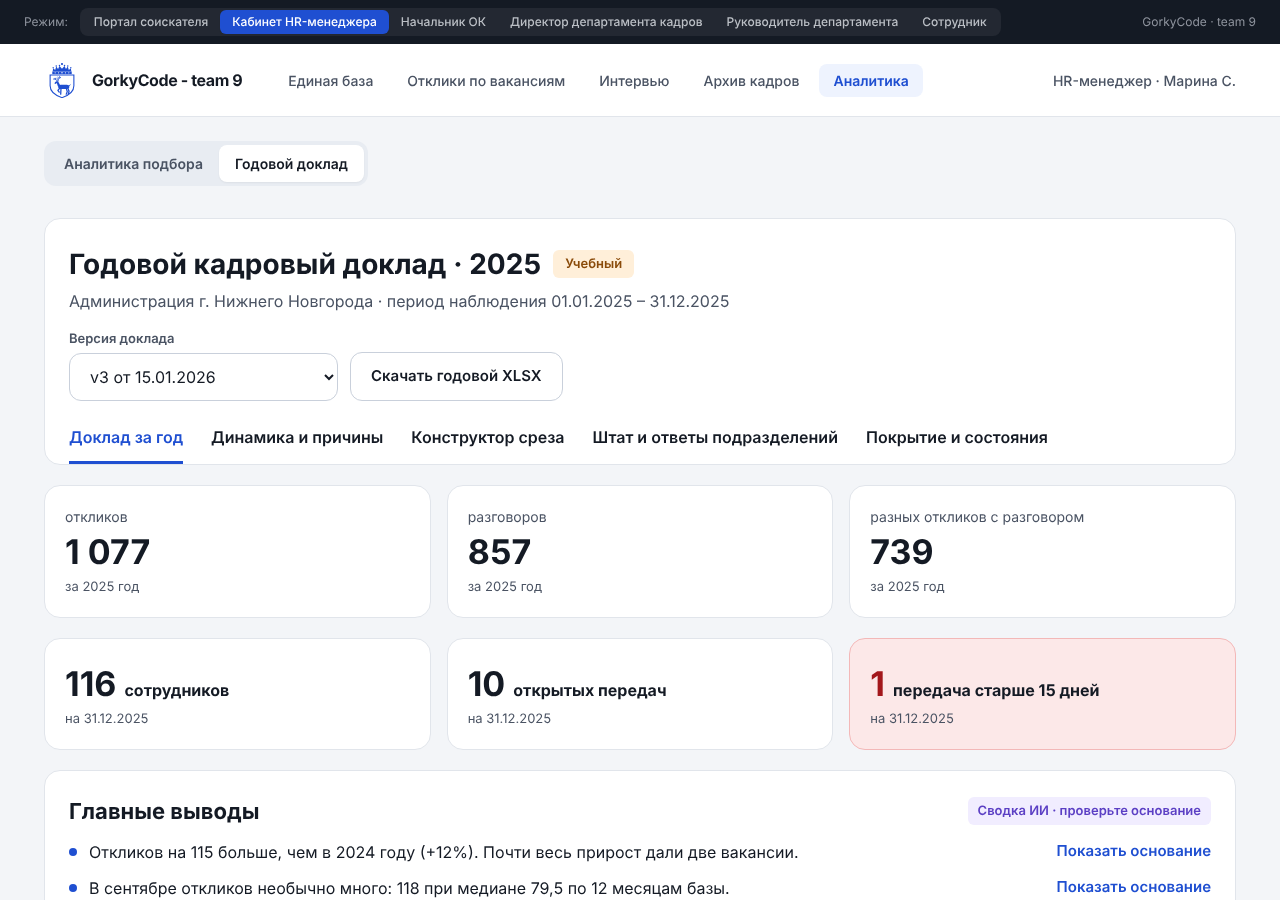 Режим: Портал соискателя Кабинет HR-менеджера Начальник ОК Директор департамента кадров Руководитель департамента Сотрудник GorkyCode · team 9
GorkyCode - team 9 Единая база Отклики по вакансиям Интервью Архив кадров Аналитика HR-менеджер · Марина С.
Аналитика подбора Годовой доклад
Годовой кадровый доклад · 2025 Учебный
Администрация г. Нижнего Новгорода · период наблюдения 01.01.2025 – 31.12.2025
Версия доклада
v3 от 15.01.2026 Скачать годовой XLSX
Доклад за год Динамика и причины Конструктор среза Штат и ответы подразделений Покрытие и состояния
откликов
1 077
за 2025 год
разговоров
857
за 2025 год
разных откликов с разговором
739
за 2025 год
116 сотрудников
на 31.12.2025
10 открытых передач
на 31.12.2025
1 передача старше 15 дней
на 31.12.2025
Главные выводы Сводка ИИ · проверьте основание
Откликов на 115 больше, чем в 2024 году (+12%). Почти весь прирост дали две вакансии. Показать основание
В сентябре откликов необычно много: 118 при медиане 79,5 по 12 месяцам базы. Показать основание